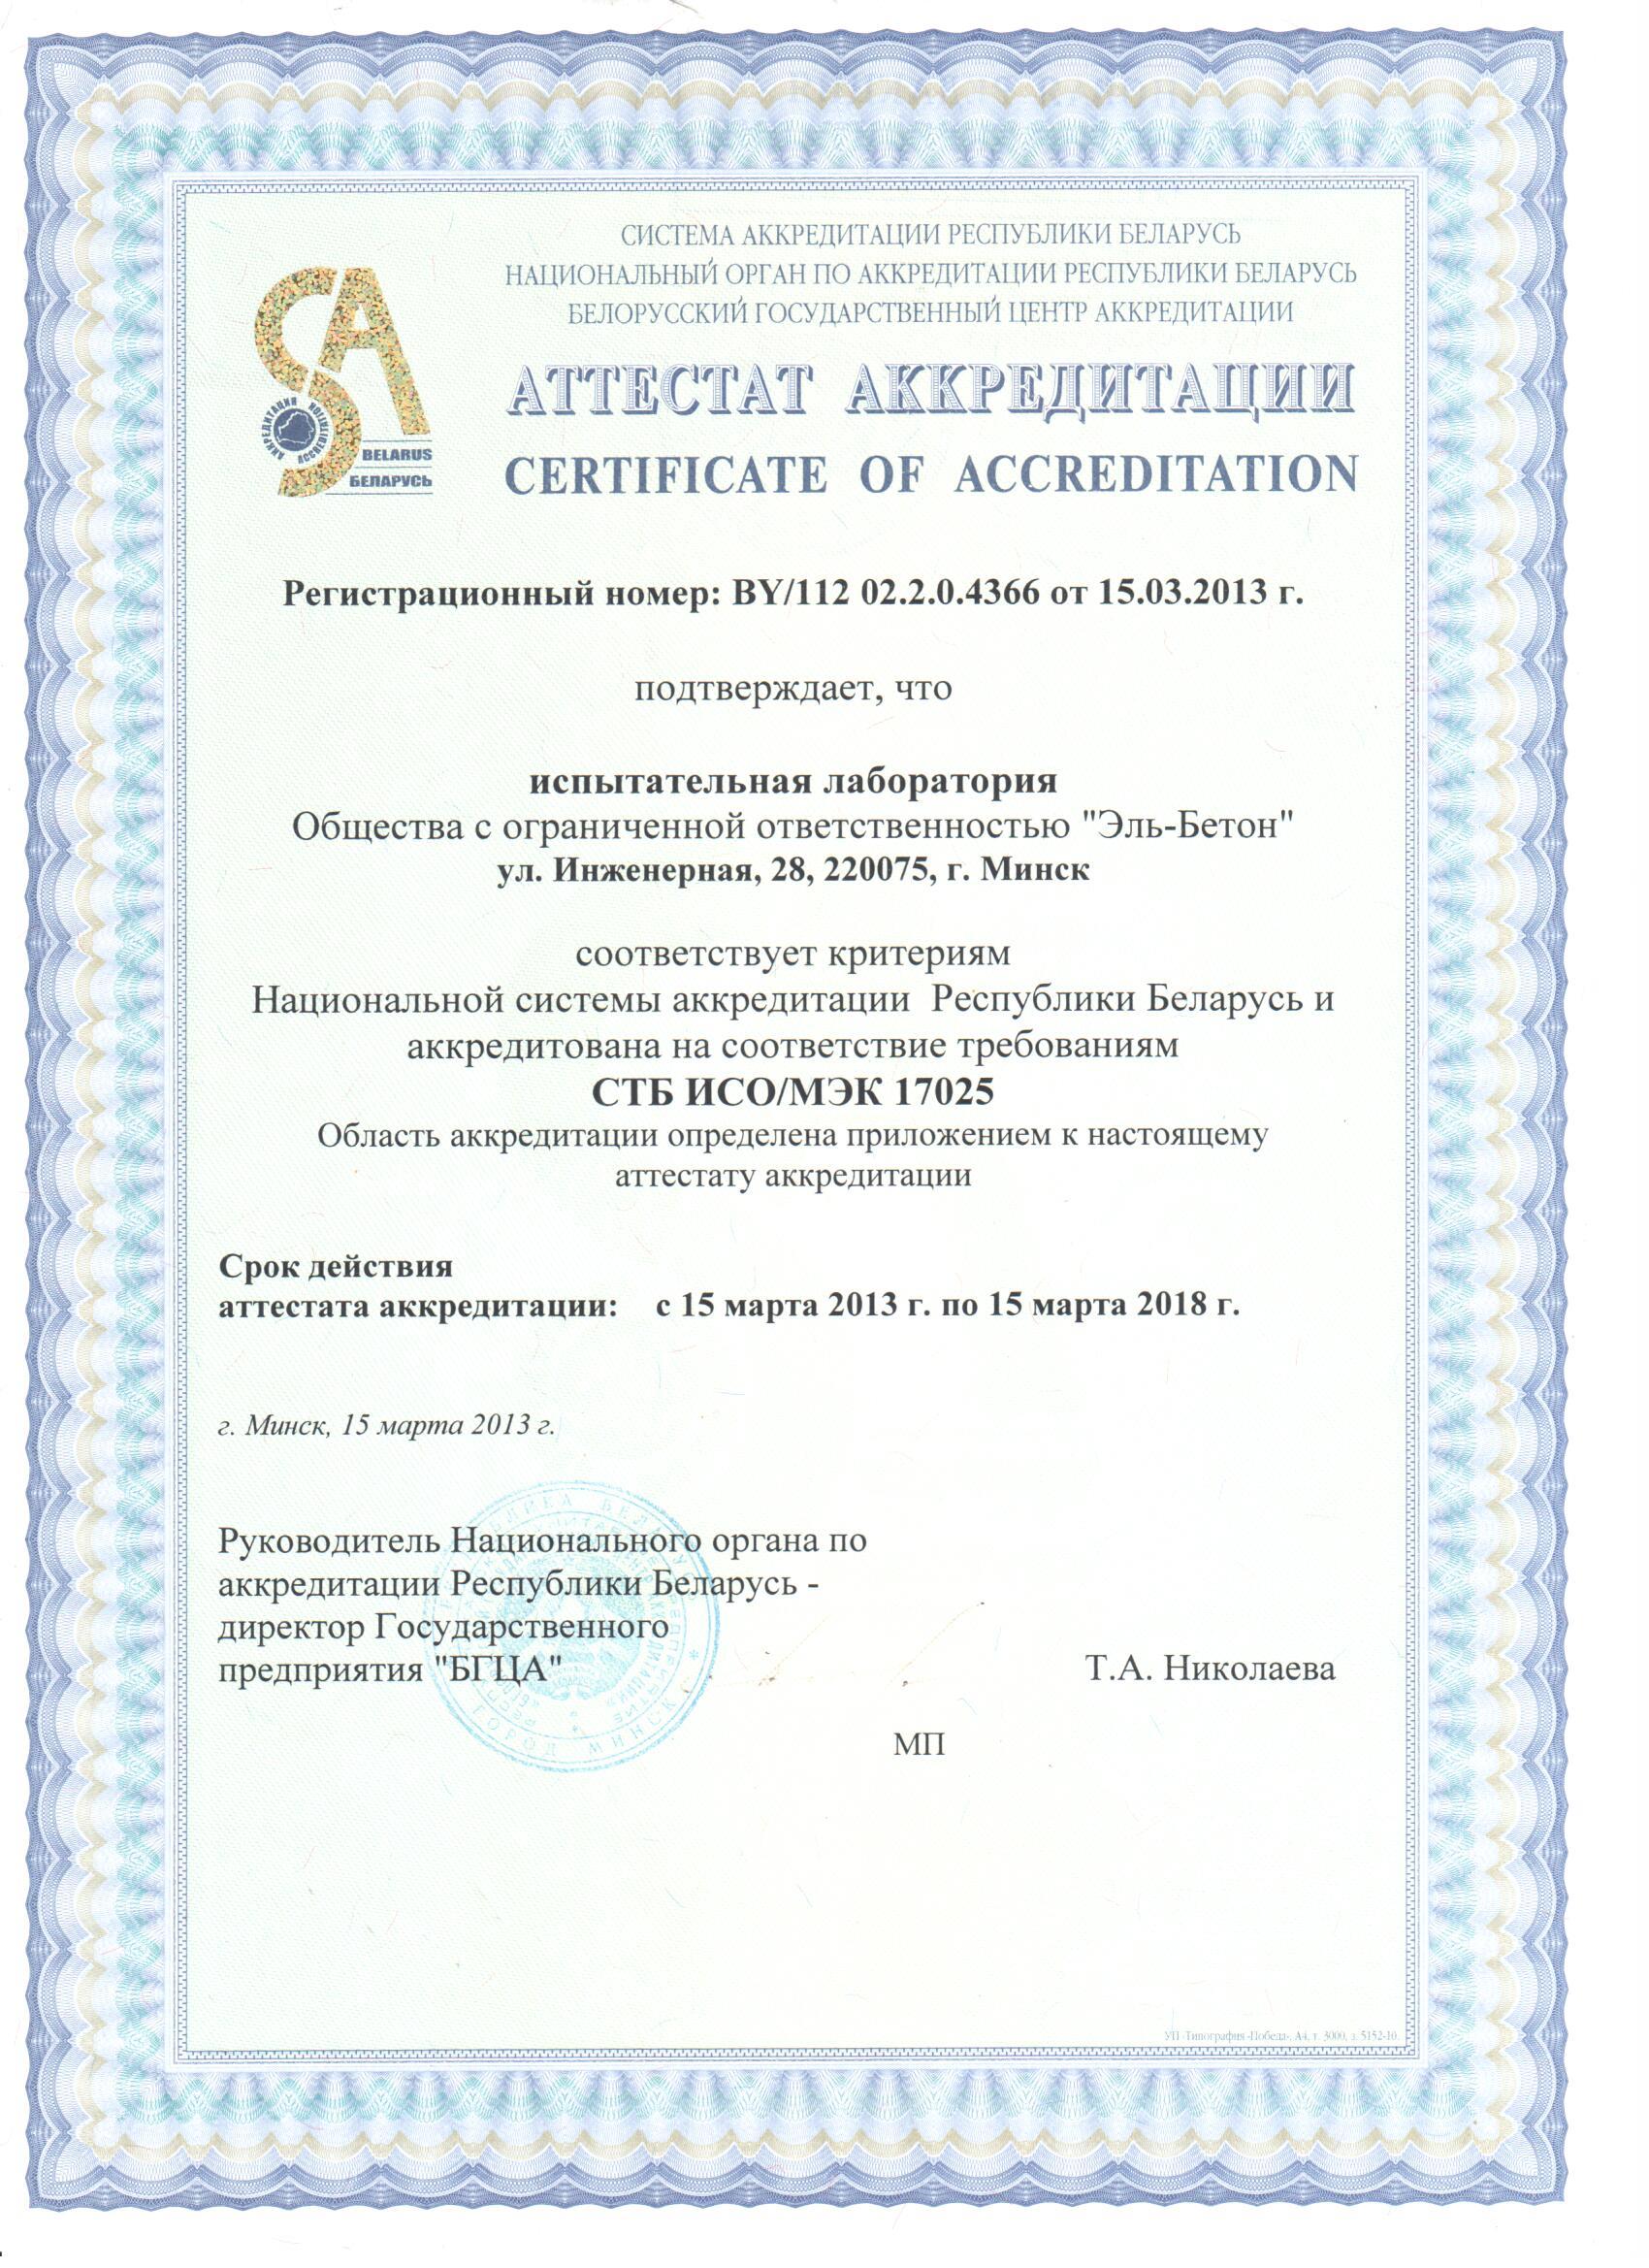 СИСТЕМА АККРЕДИТАЦИИ РЕСПУБЛИКИ БЕЛАРУСЬ
НАЦИОНАЛЬНЫЙ ОРГАН ПО АККРЕДИТАЦИИ РЕСПУБЛИКИ БЕЛАРУСЬ
БЕЛОРУССКИЙ ГОСУДАРСТВЕННЫЙ ЦЕНТР АККРЕДИТАЦИИ
АТТЕСТАТ АККРЕДИТАЦИИ
CERTIFICATE OF ACCREDITATION
SA
АККРЕДИТАЦИЯ ACCREDITATION
BELARUS
БЕЛАРУСЬ
Регистрационный номер: BY/112 02.2.0.4366 от 15.03.2013 г.
подтверждает, что
испытательная лаборатория
Общества с ограниченной ответственностью "Эль-Бетон"
ул. Инженерная, 28, 220075, г. Минск
соответствует критериям
Национальной системы аккредитации Республики Беларусь и
аккредитована на соответствие требованиям
СТБ ИСО/МЭК 17025
Область аккредитации определена приложением к настоящему
аттестату аккредитации
Срок действия
аттестата аккредитации: с 15 марта 2013 г. по 15 марта 2018 г.
г. Минск, 15 марта 2013 г.
Руководитель Национального органа по
аккредитации Республики Беларусь -
директор Государственного
предприятия "БГЦА"
Т.А. Николаева
МП
ГОРОД МИНСК
УП «Типография «Победа», А4, т. 3000, з. 5152-10.